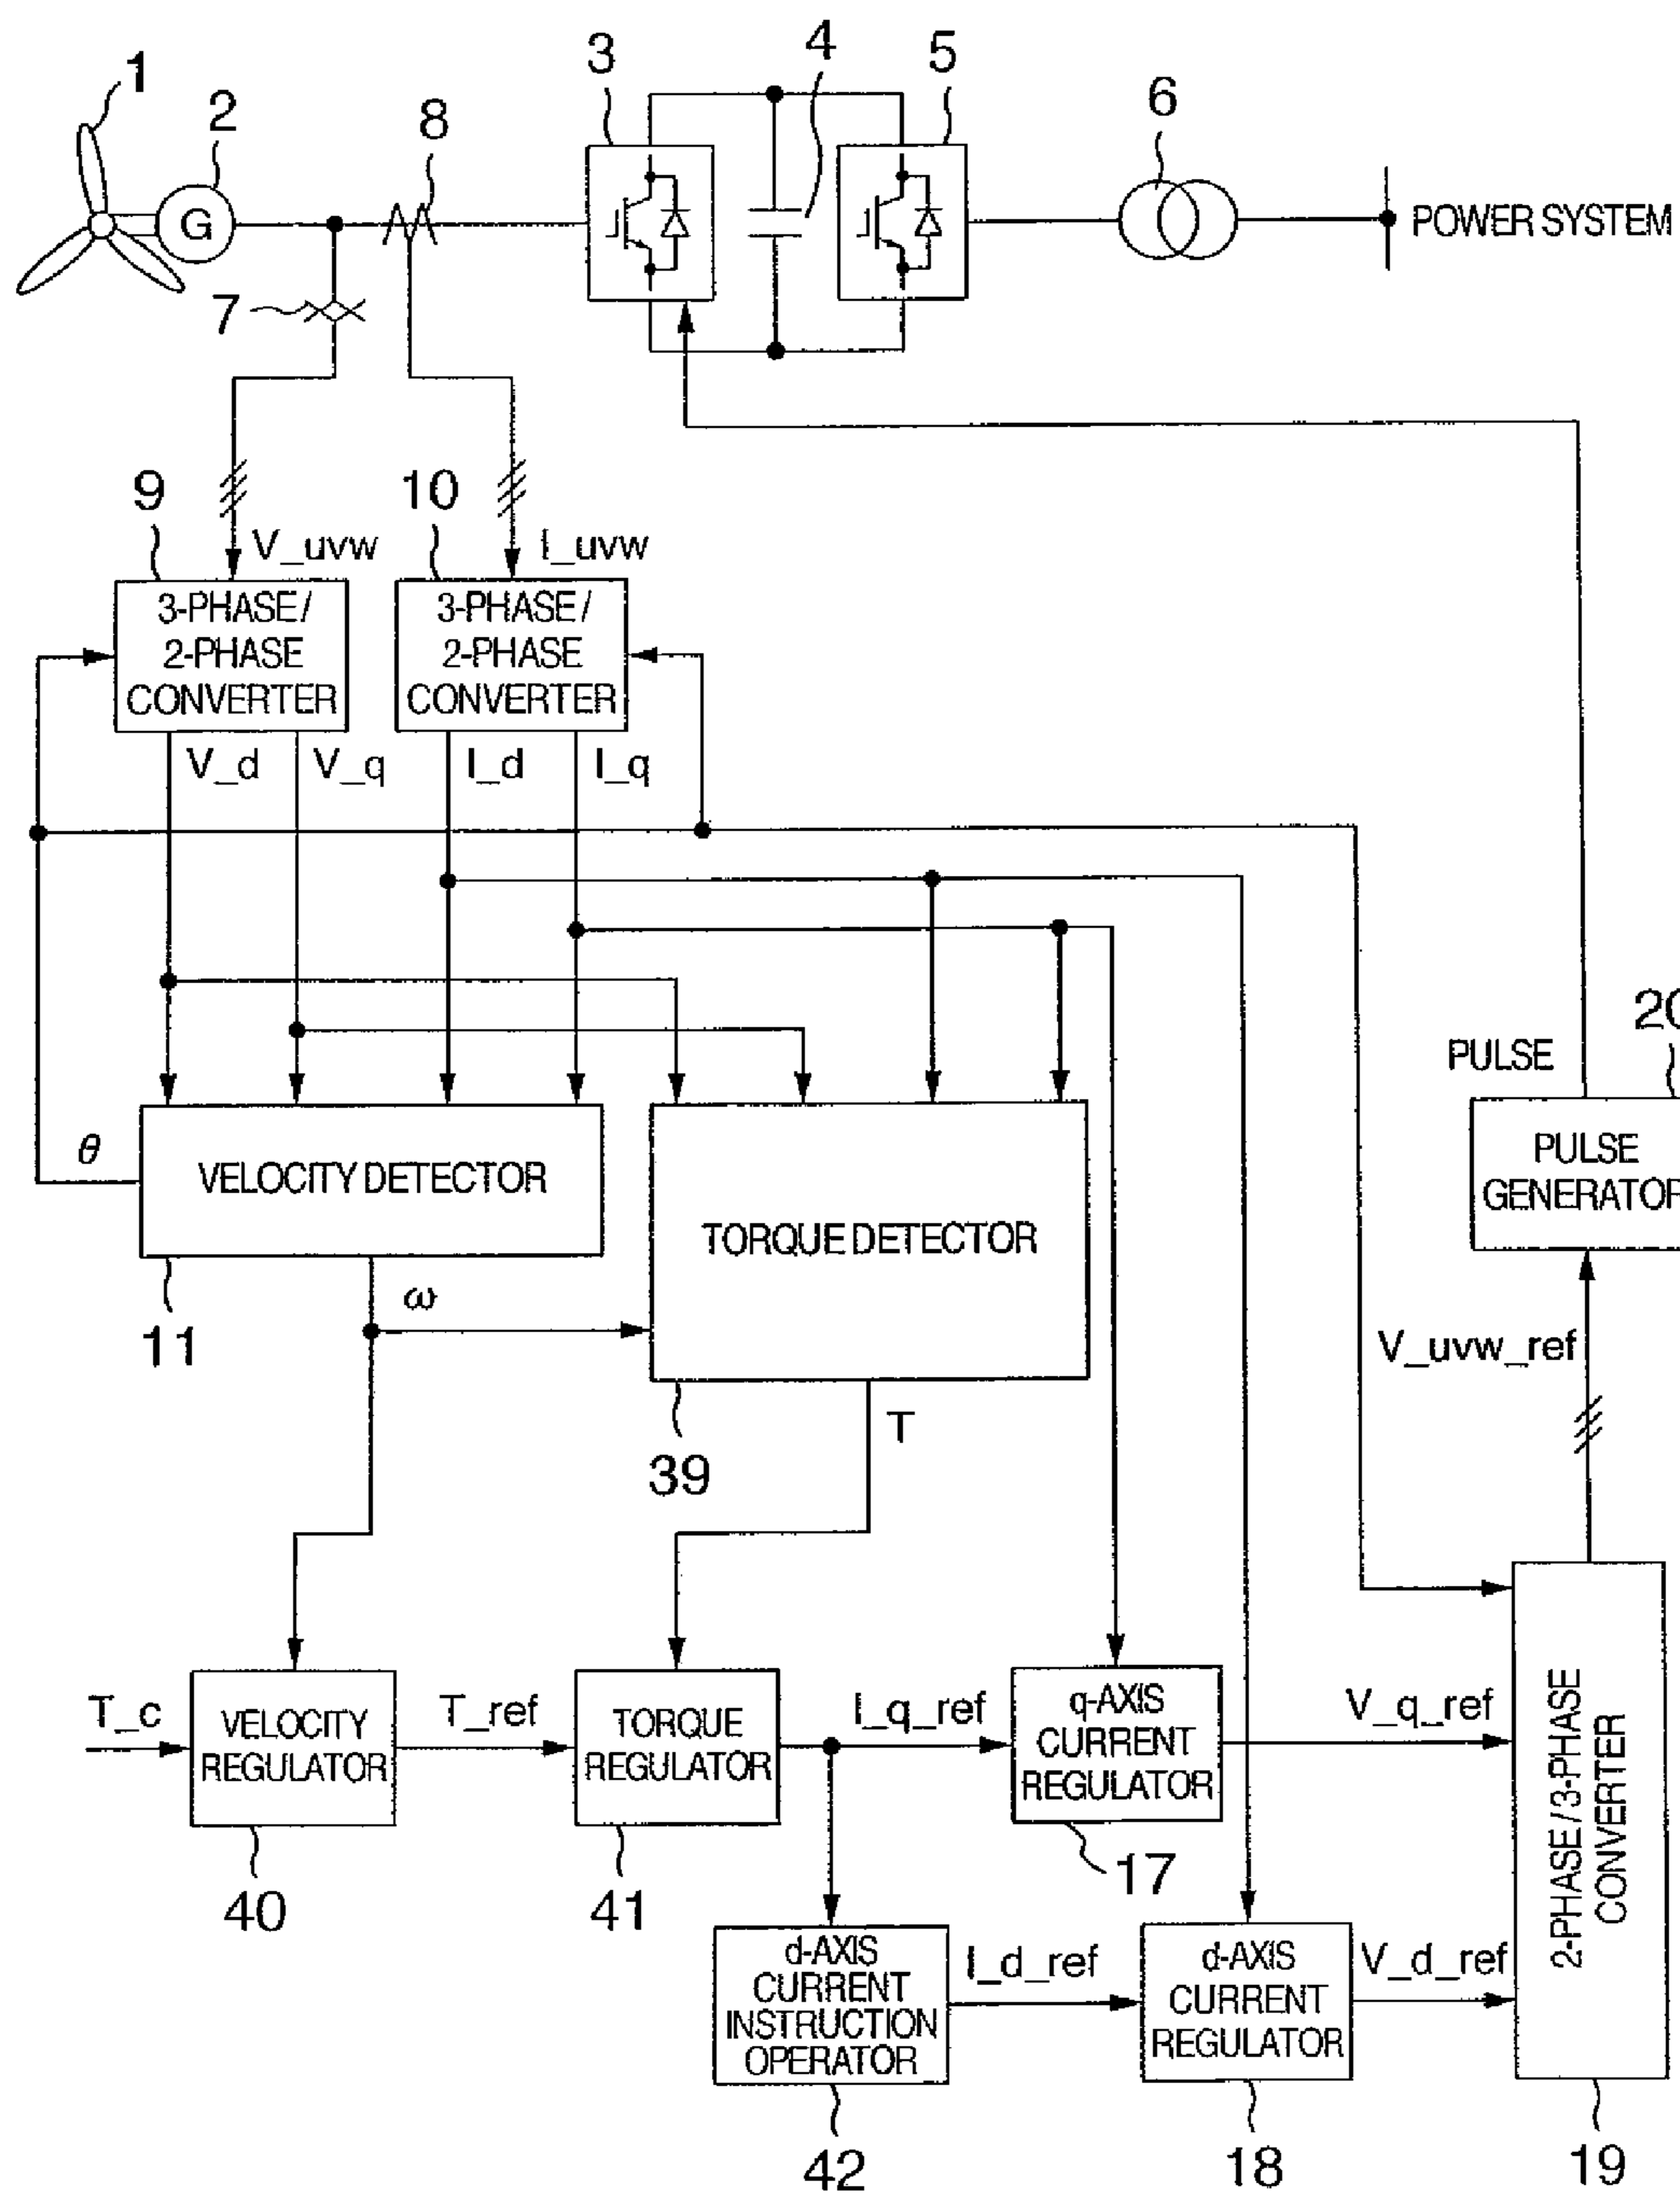 1
2
3
4
5
6
7
8
G
POWER SYSTEM
9
10
V_uvw
I_uvw
3-PHASE/
2-PHASE
CONVERTER
3-PHASE/
2-PHASE
CONVERTER
V_d
V_q
I_d
I_q
θ
VELOCITY DETECTOR
11
ω
TORQUE DETECTOR
39
T
PULSE
PULSE
GENERATOR
V_uvw_ref
T_c
VELOCITY
REGULATOR
40
T_ref
TORQUE
REGULATOR
41
I_q_ref
q-AXIS
CURRENT
REGULATOR
17
V_q_ref
d-AXIS
CURRENT
INSTRUCTION
OPERATOR
42
I_d_ref
d-AXIS
CURRENT
REGULATOR
18
V_d_ref
2-PHASE/3-PHASE
CONVERTER
19